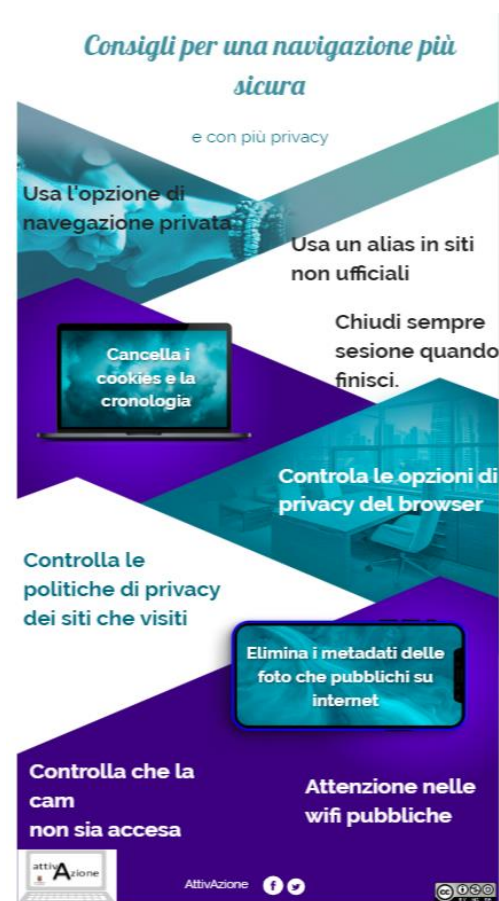 Consigli per una navigazione più
sicura
e con più privacy
Usa l'opzione di
navegazione privata
Usa un alias in siti
non ufficiali
Chiudi sempre
sesione quando
finisci.
Cancella i
cookies e la
cronologia
Controla le opzioni di
privacy del browser
Controlla le
politiche di privacy
dei siti che visiti
Elimina i metadati delle
foto che pubblichi su
internet
Controlla che la
cam
non sia accesa
Attenzione nelle
wifi pubbliche
attivAzione
AttivAzione